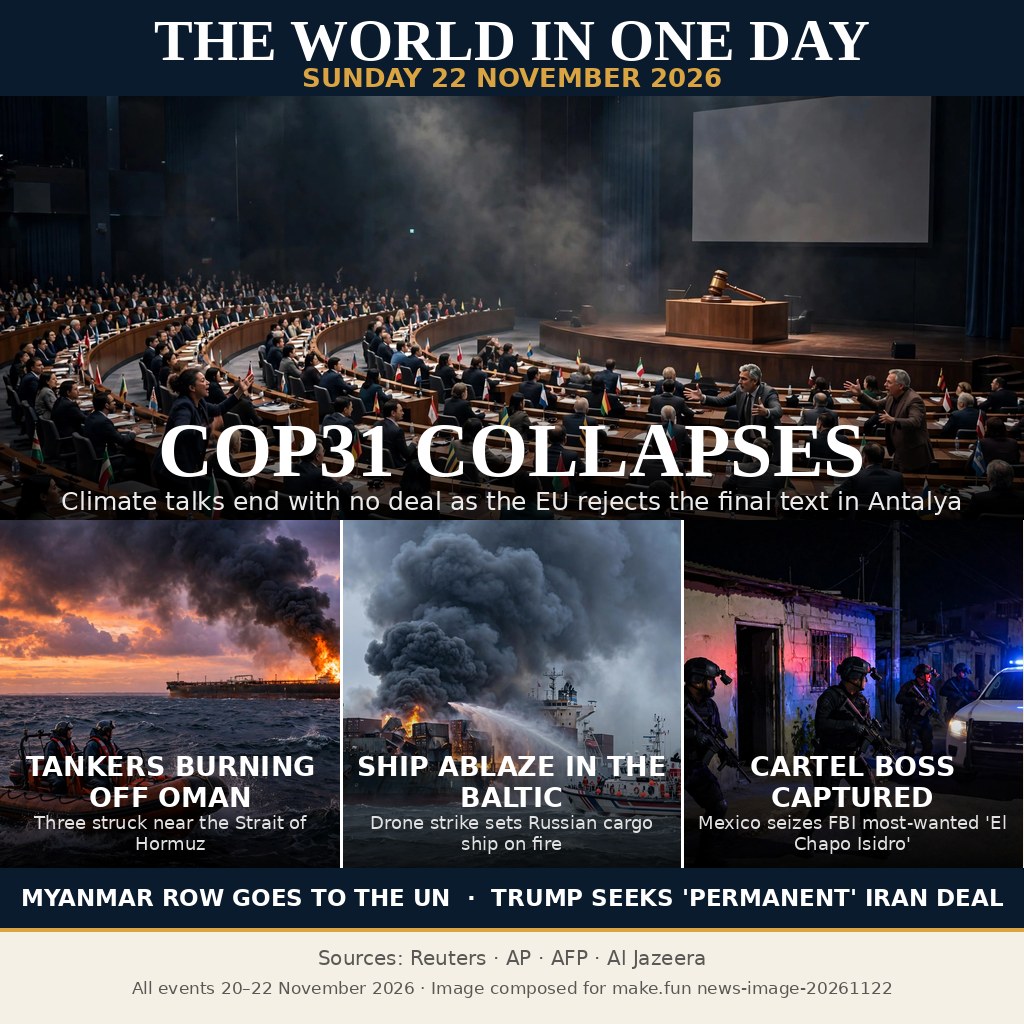 THE WORLD IN ONE DAY
SUNDAY 22 NOVEMBER 2026
COP31 COLLAPSES
Climate talks end with no deal as the EU rejects the final text in Antalya
TANKERS BURNING
OFF OMAN
Three struck near the Strait of
Hormuz
SHIP ABLAZE IN THE
BALTIC
Drone strike sets Russian cargo
ship on fire
CARTEL BOSS
CAPTURED
Mexico seizes FBI most-wanted 'El
Chapo Isidro'
MYANMAR ROW GOES TO THE UN · TRUMP SEEKS 'PERMANENT' IRAN DEAL
Sources: Reuters · AP · AFP · Al Jazeera
All events 20–22 November 2026 · Image composed for make.fun news-image-20261122